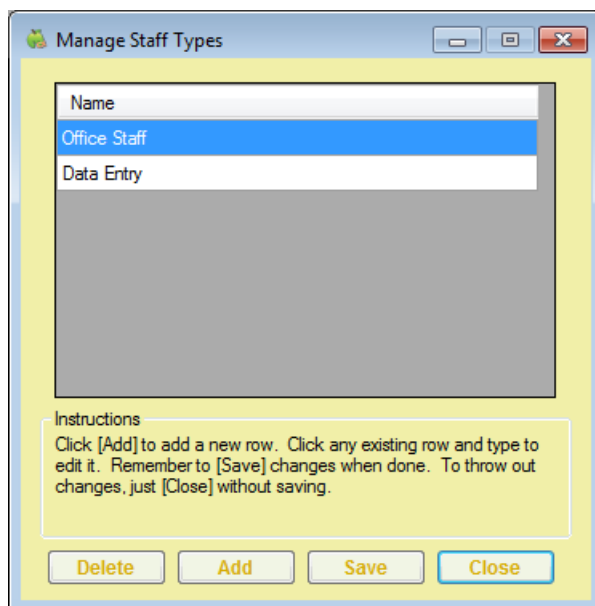 Manage Staff Types
Name
Office Staff
Data Entry
Instructions
Click [Add] to add a new row.  Click any existing row and type to
edit it.  Remember to [Save] changes when done.  To throw out
changes, just [Close] without saving.
Delete Add Save Close